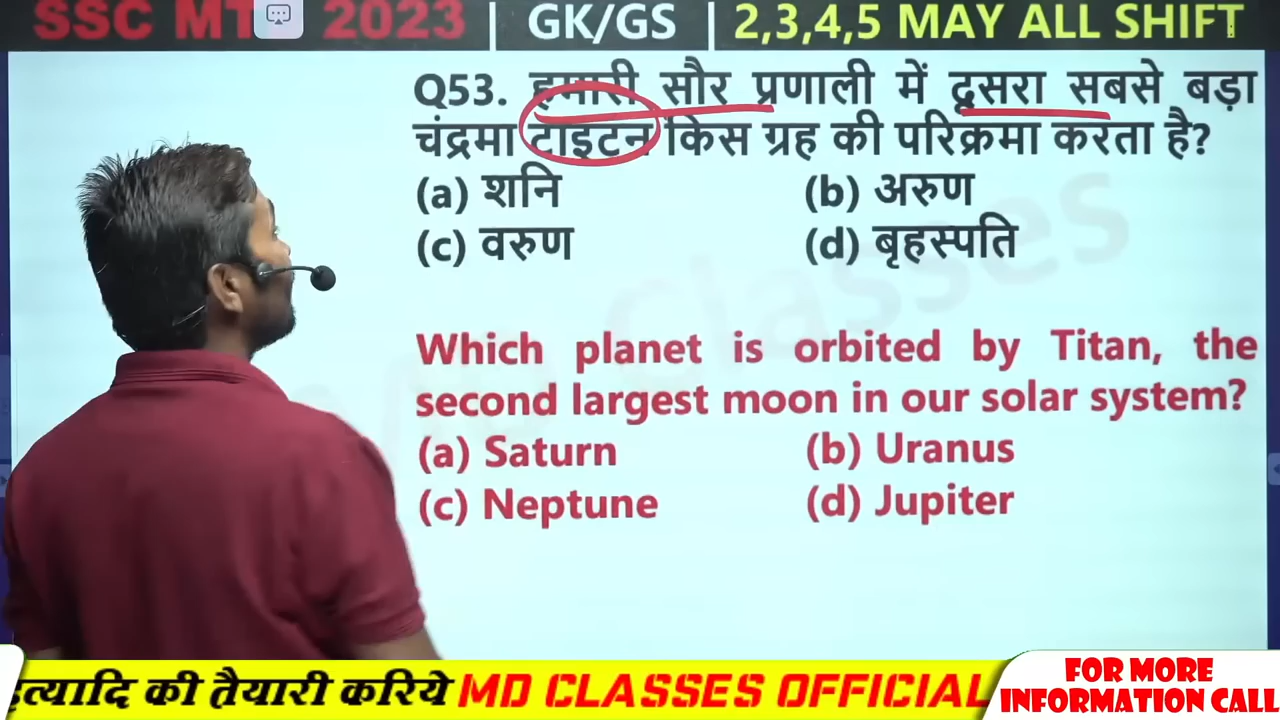 SSC MT 2023 | GK/GS | 2,3,4,5 MAY ALL SHIFT
Q53. हमारी सौर प्रणाली में दूसरा सबसे बड़ा
चंद्रमा टाइटन किस ग्रह की परिक्रमा करता है?
(a) शनि (b) अरुण
(c) वरुण (d) बृहस्पति
Which planet is orbited by Titan, the
second largest moon in our solar system?
(a) Saturn (b) Uranus
(c) Neptune (d) Jupiter
की तैयारी करिये MD CLASSES OFFICIAL
FOR MORE
INFORMATION CALL